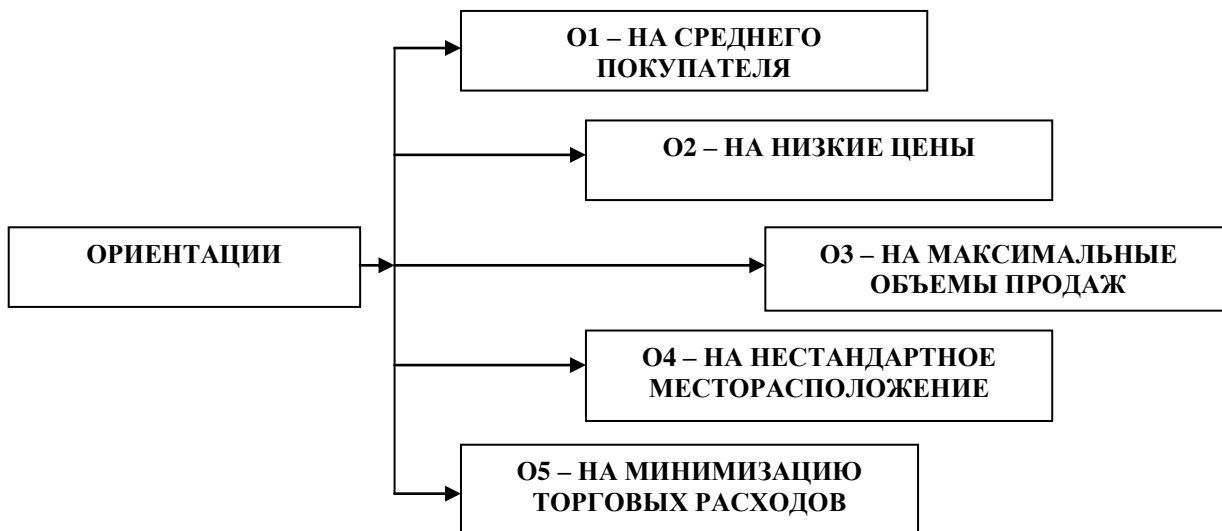 О1 – НА СРЕДНЕГО
ПОКУПАТЕЛЯ
О2 – НА НИЗКИЕ ЦЕНЫ
ОРИЕНТАЦИИ
О3 – НА МАКСИМАЛЬНЫЕ
ОБЪЕМЫ ПРОДАЖ
О4 – НА НЕСТАНДАРТНОЕ
МЕСТОРАСПОЛОЖЕНИЕ
О5 – НА МИНИМИЗАЦИЮ
ТОРГОВЫХ РАСХОДОВ